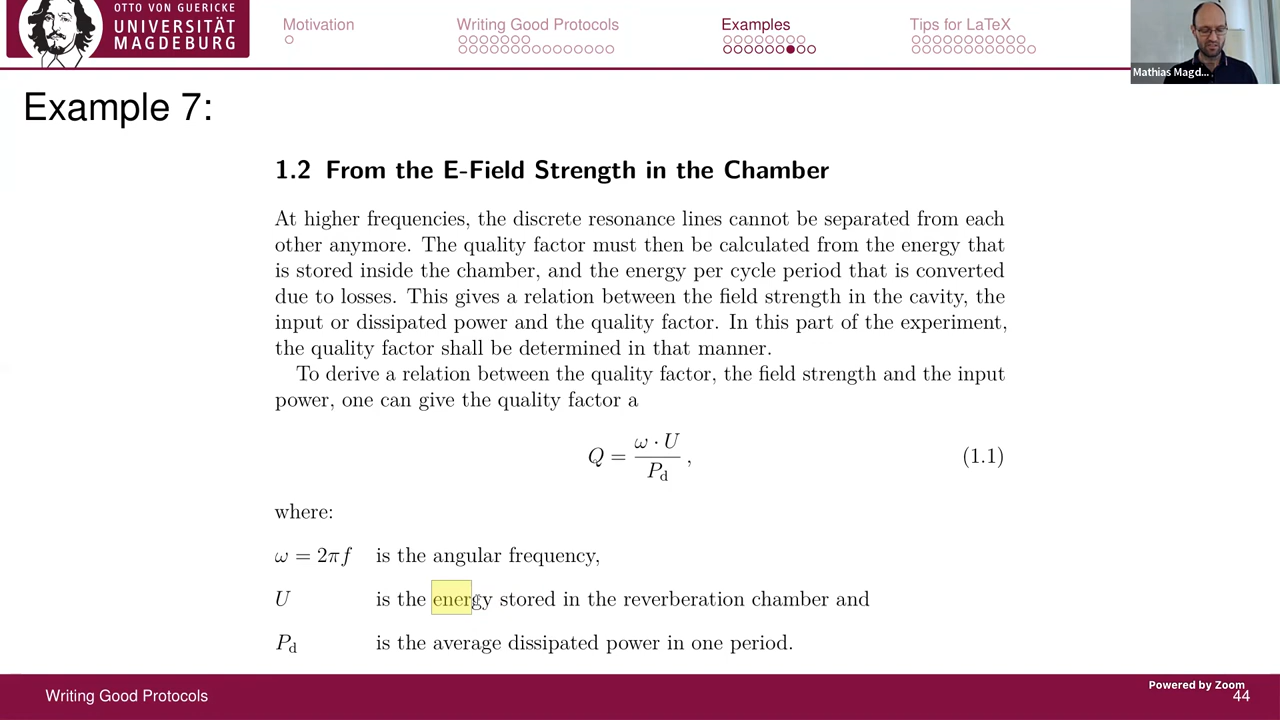 OTTO VON GUERICKE
UNIVERSITÄT
MAGDEBURG
Motivation
Writing Good Protocols
Examples
Tips for LaTeX
Mathias Magd...
Example 7:
1.2 From the E-Field Strength in the Chamber
At higher frequencies, the discrete resonance lines cannot be separated from each
other anymore. The quality factor must then be calculated from the energy that
is stored inside the chamber, and the energy per cycle period that is converted
due to losses. This gives a relation between the field strength in the cavity, the
input or dissipated power and the quality factor. In this part of the experiment,
the quality factor shall be determined in that manner.
To derive a relation between the quality factor, the field strength and the input
power, one can give the quality factor a
Q = ω · U / P_d , (1.1)
where:
ω = 2πf is the angular frequency,
U is the energy stored in the reverberation chamber and
P_d is the average dissipated power in one period.
Writing Good Protocols
Powered by Zoom
44